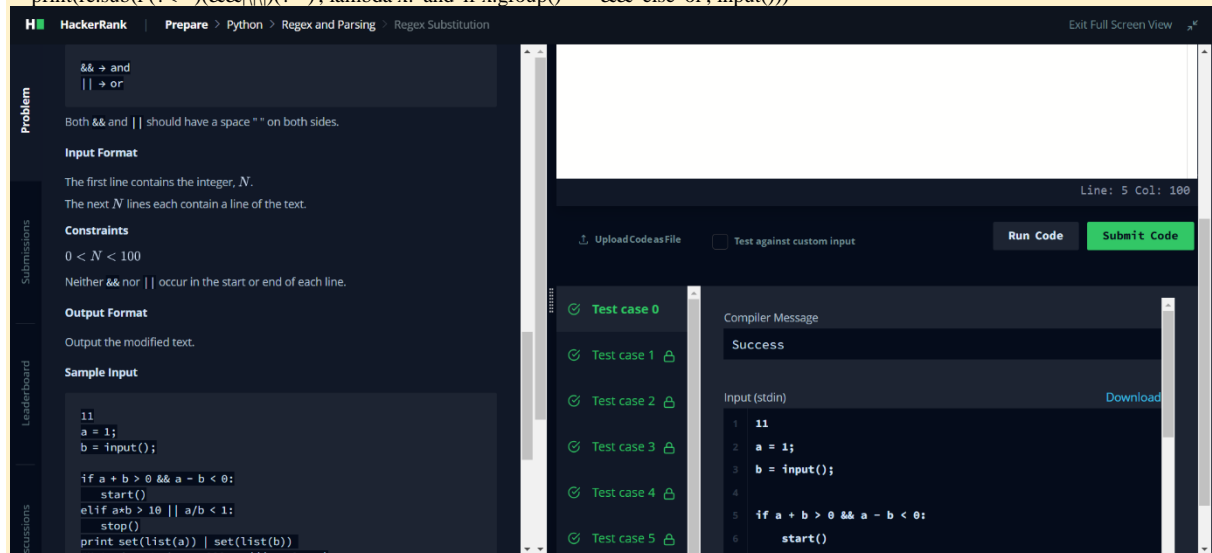 HackerRank | Prepare > Python > Regex and Parsing > Regex Substitution
Exit Full Screen View
Problem
Submissions
Leaderboard
&& → and
|| → or
Both && and || should have a space " " on both sides.
Input Format
The first line contains the integer, N.
The next N lines each contain a line of the text.
Constraints
0 < N < 100
Neither && nor || occur in the start or end of each line.
Output Format
Output the modified text.
Sample Input
11
a = 1;
b = input();
if a + b > 0 && a - b < 0:
start()
elif a*b > 10 || a/b < 1:
stop()
print set(list(a)) | set(list(b))
Line: 5 Col: 100
Upload Code as File
Test against custom input
Run Code
Submit Code
Test case 0
Test case 1
Test case 2
Test case 3
Test case 4
Test case 5
Compiler Message
Success
Input (stdin)
Download
1 11
2 a = 1;
3 b = input();
4
5 if a + b > 0 && a - b < 0:
6 start()